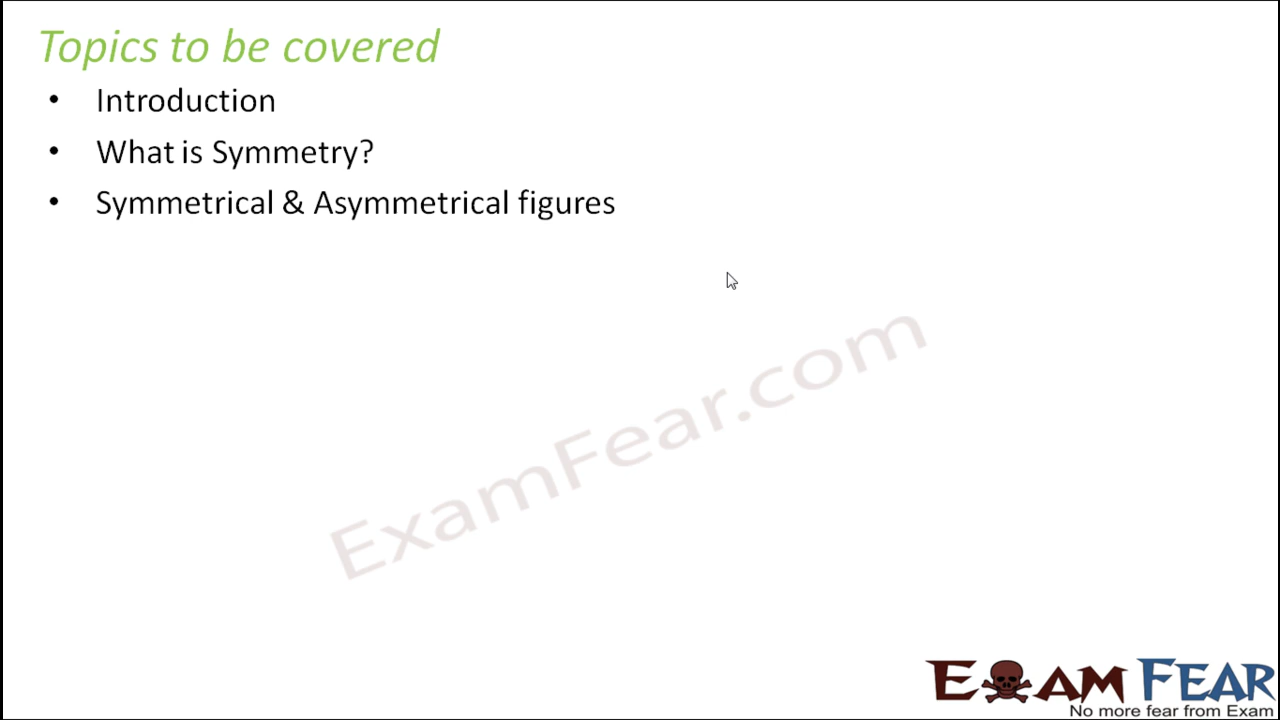 Topics to be covered
• Introduction
• What is Symmetry?
• Symmetrical & Asymmetrical figures
ExamFear.com
EXAM FEAR
No more fear from Exam